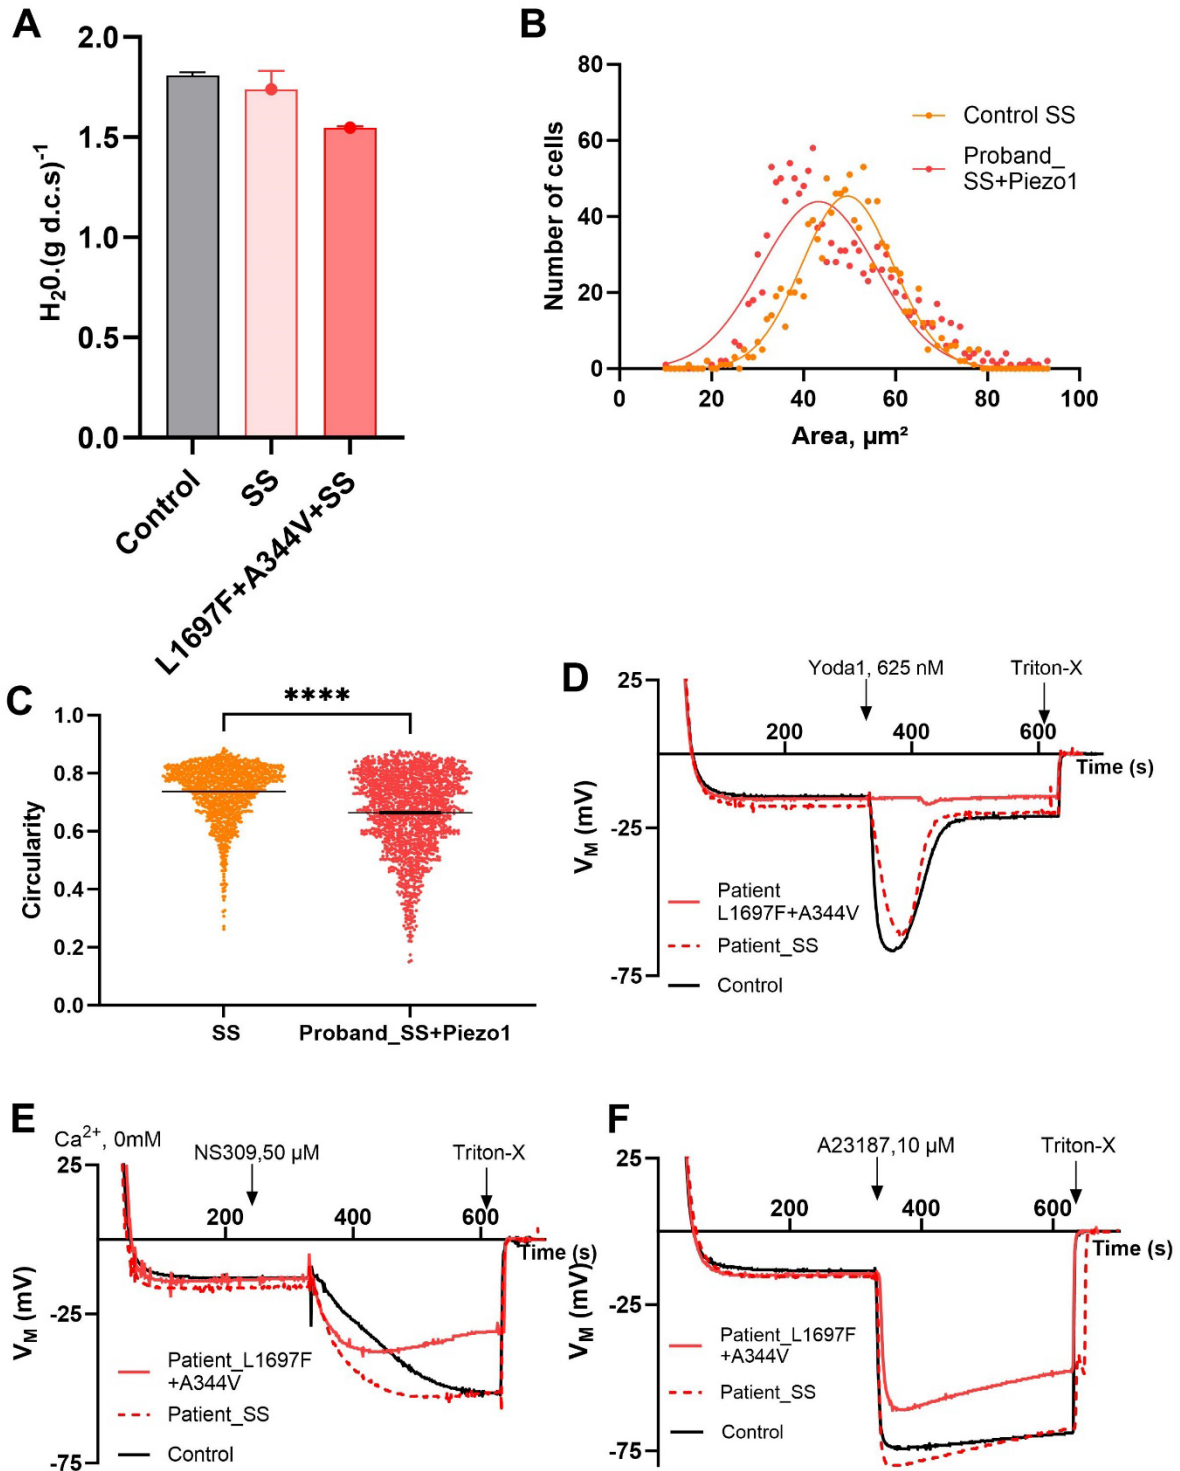 A
2.0
1.5
1.0
0.5
0.0
H₂0.(g d.c.s)⁻¹
Control
SS
L1697F+A344V+SS
B
80
60
40
20
0
Number of cells
0 20 40 60 80 100
Area, µm²
Control SS
Proband_
SS+Piezo1
C
****
1.0
0.8
0.6
0.4
0.2
0.0
Circularity
SS Proband_SS+Piezo1
D
Yoda1, 625 nM
Triton-X
25
-25
-75
200 400 600
Time (s)
V_M (mV)
Patient
L1697F+A344V
Patient_SS
Control
E
Ca²⁺, 0mM
NS309,50 µM
Triton-X
25
-25
-75
200 400 600
Time (s)
V_M (mV)
Patient_L1697F
+A344V
Patient_SS
Control
F
A23187,10 µM
Triton-X
25
-25
-75
200 400 600
Time (s)
V_M (mV)
Patient_L1697F
+A344V
Patient_SS
Control